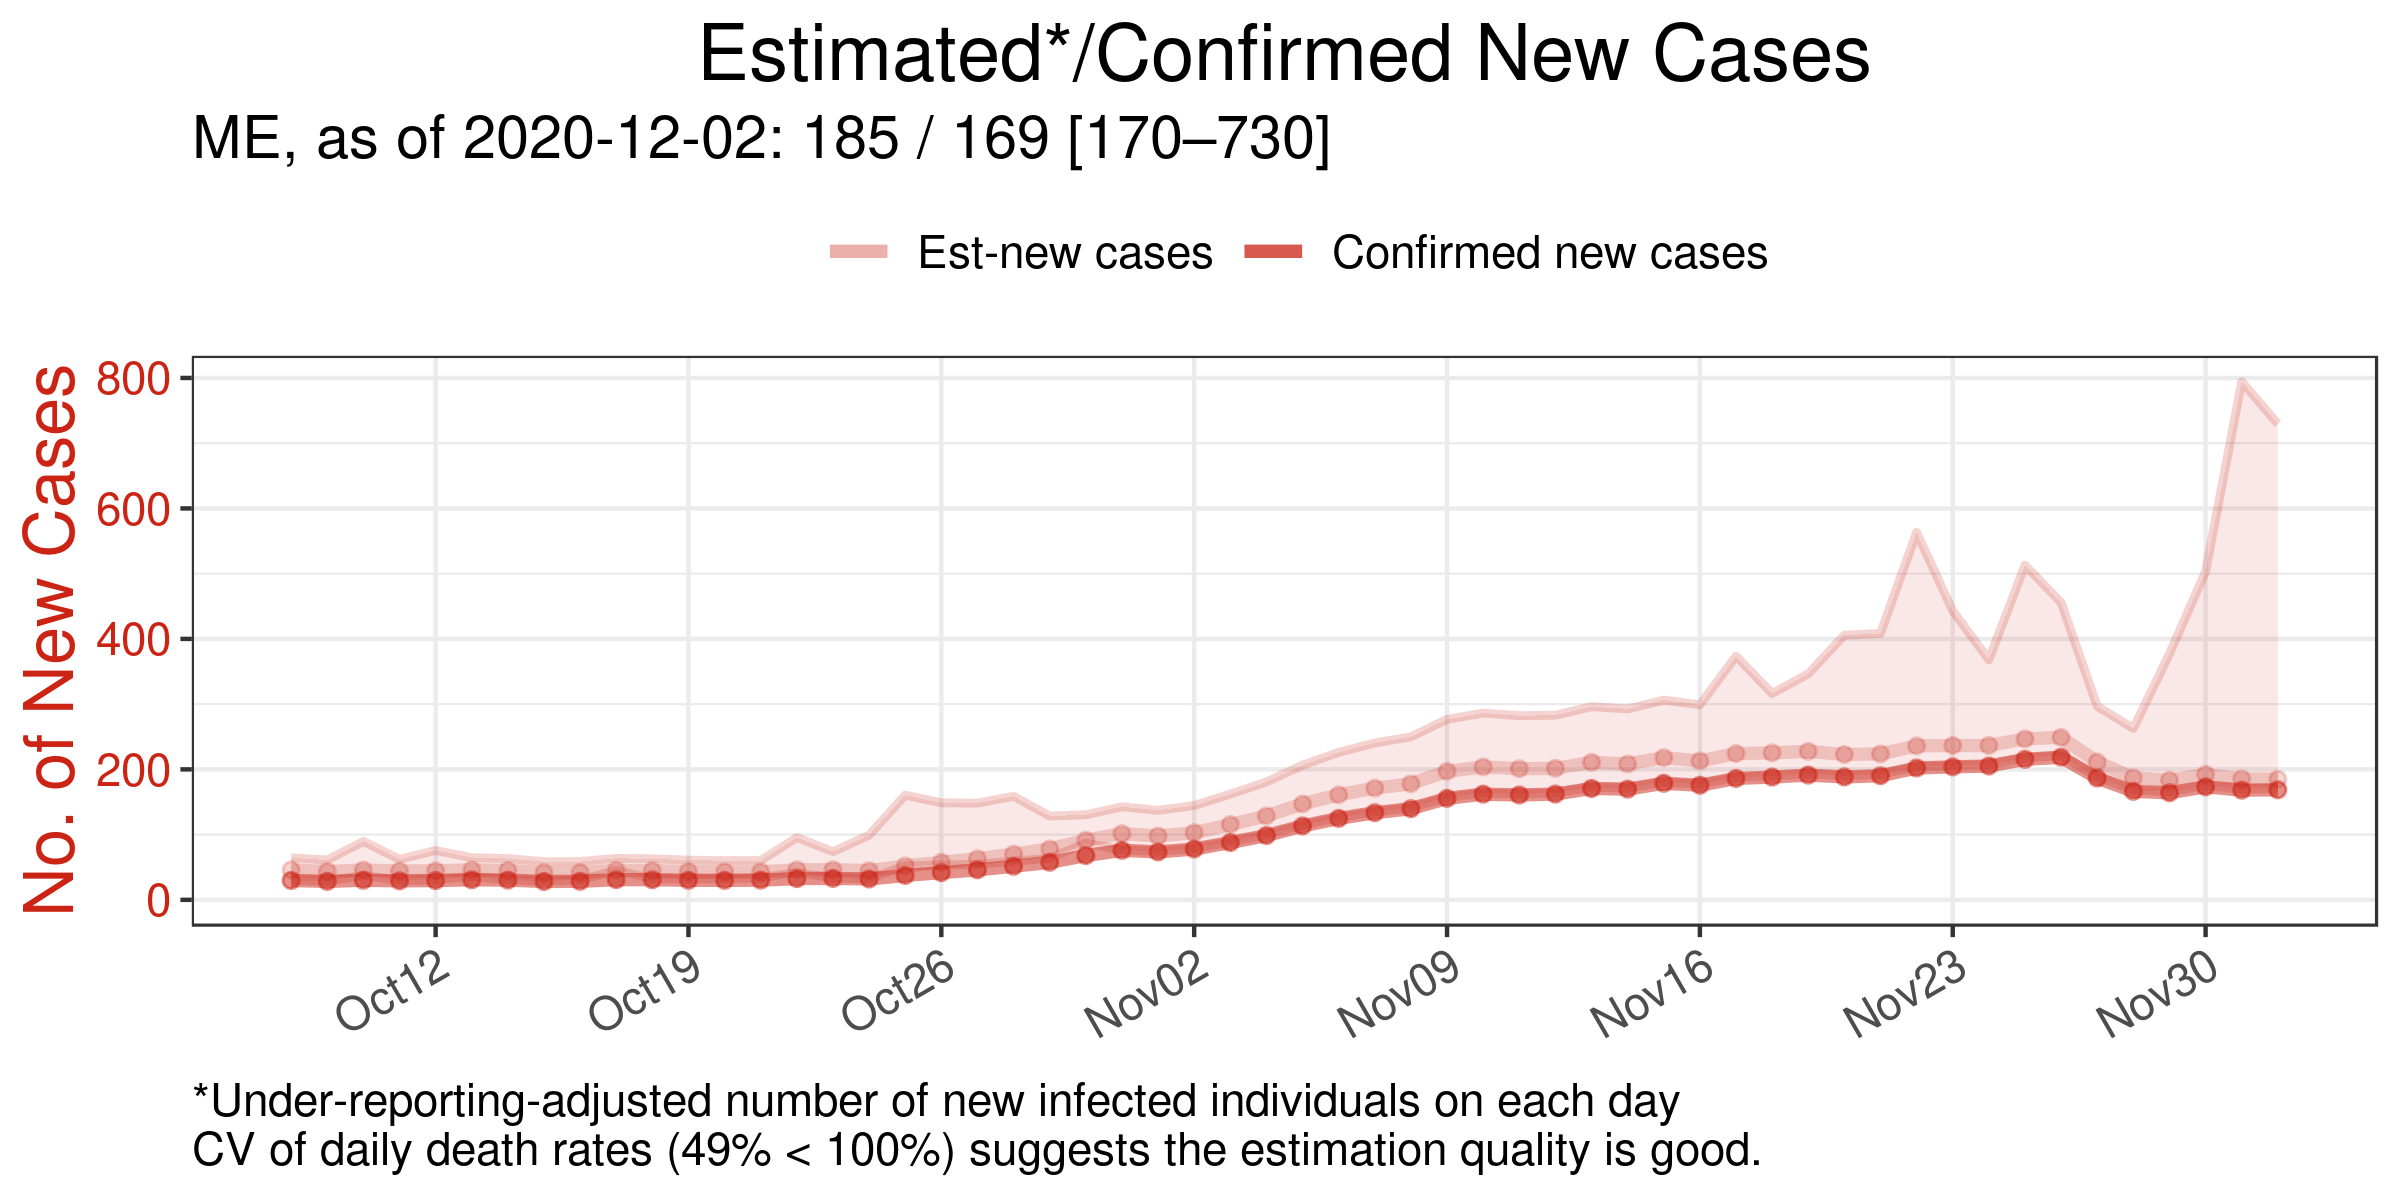 Estimated*/Confirmed New Cases
ME, as of 2020-12-02: 185 / 169 [170–730]
Est-new cases
Confirmed new cases
No. of New Cases
800
600
400
200
0
Oct12
Oct19
Oct26
Nov02
Nov09
Nov16
Nov23
Nov30
*Under-reporting-adjusted number of new infected individuals on each day
CV of daily death rates (49% < 100%) suggests the estimation quality is good.